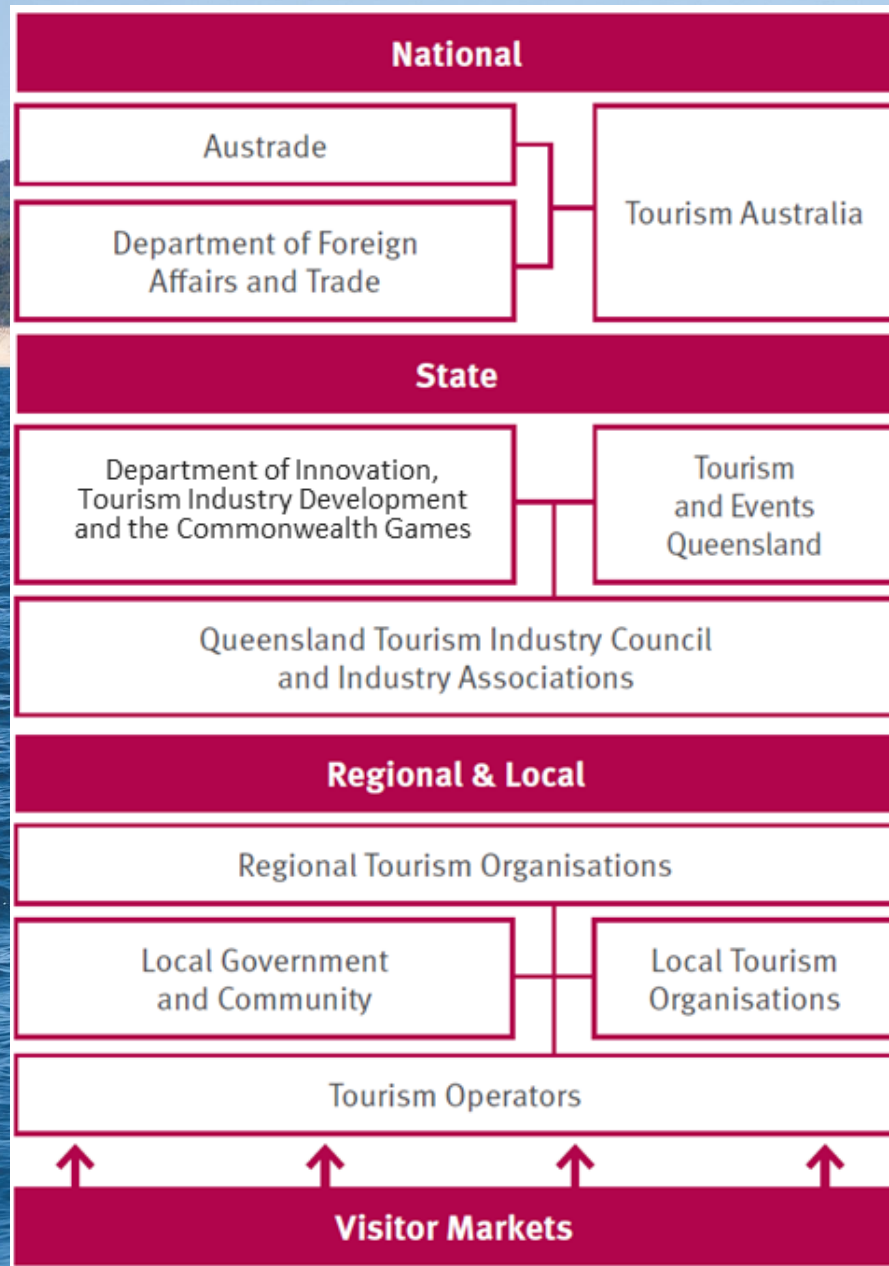 National
Austrade
Department of Foreign
Affairs and Trade
Tourism Australia
State
Department of Innovation,
Tourism Industry Development
and the Commonwealth Games
Tourism
and Events
Queensland
Queensland Tourism Industry Council
and Industry Associations
Regional & Local
Regional Tourism Organisations
Local Government
and Community
Local Tourism
Organisations
Tourism Operators
Visitor Markets